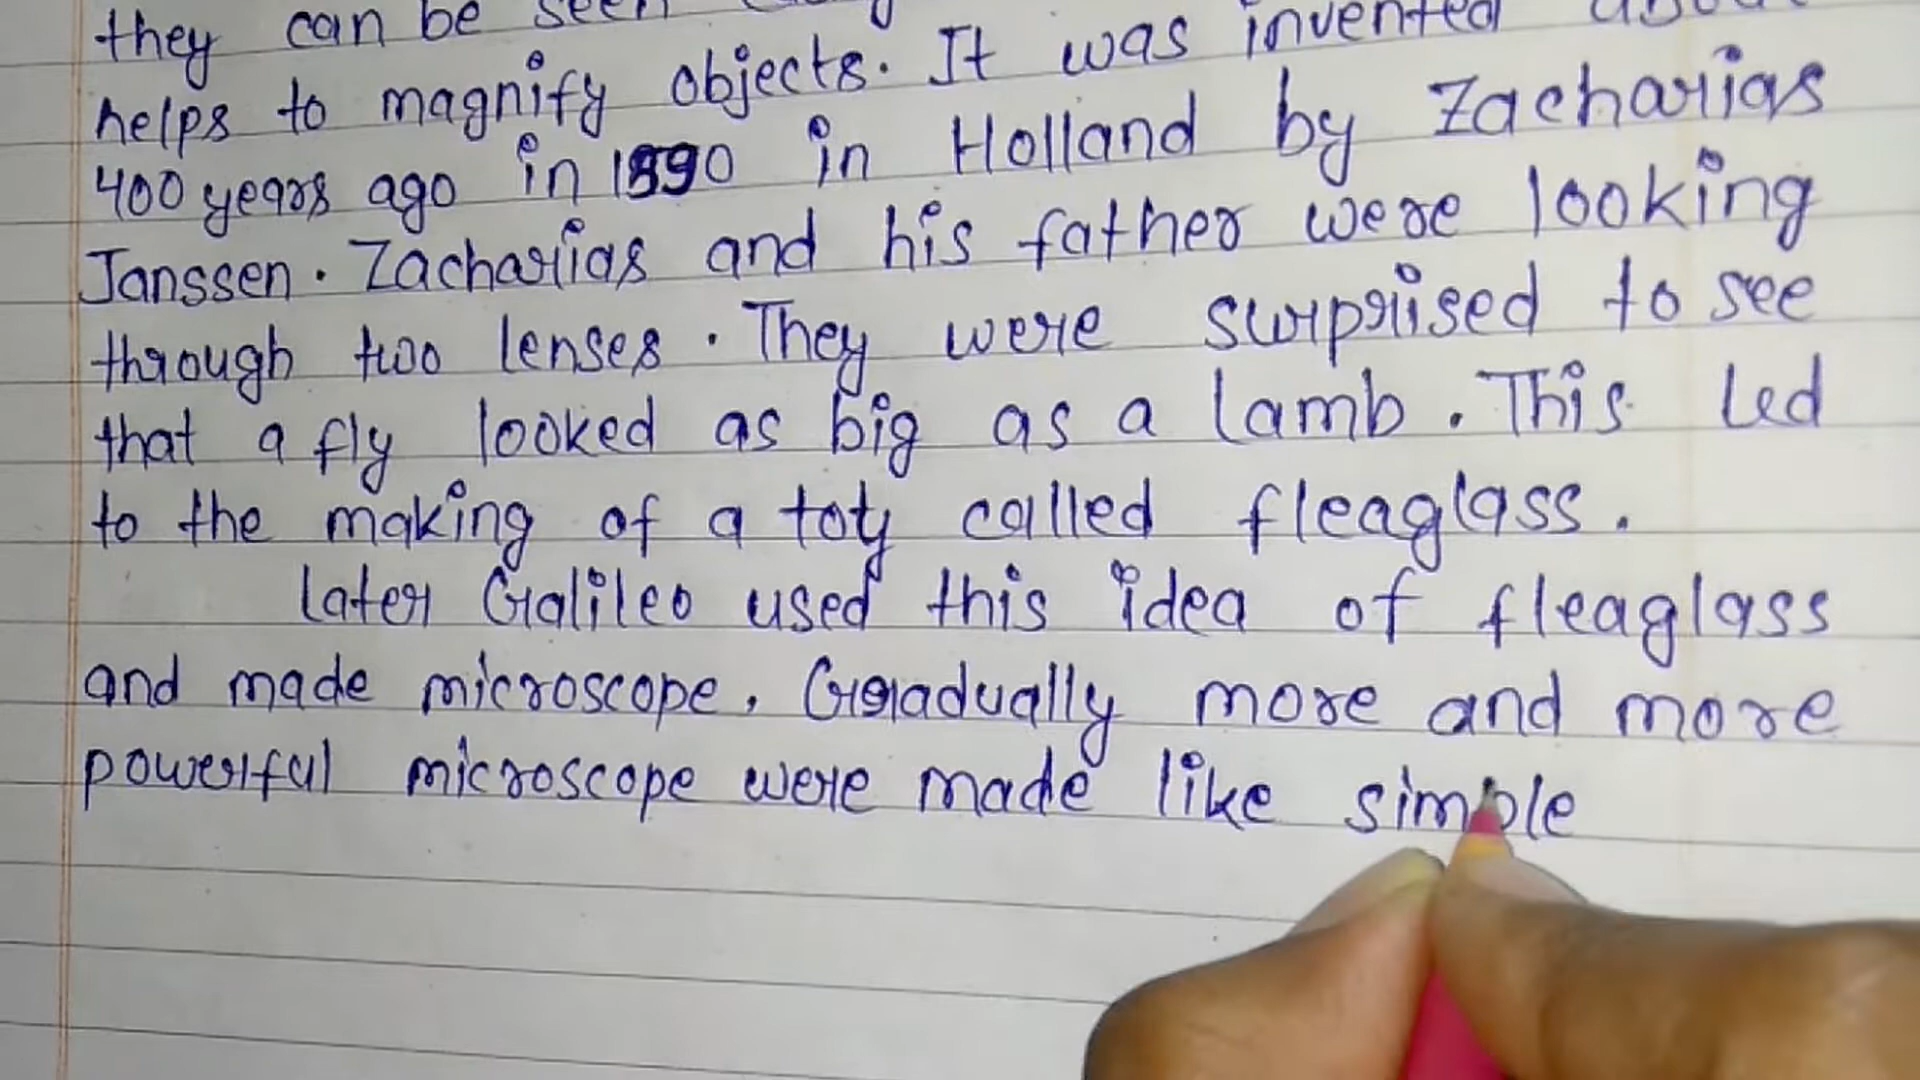 they can be seen
helps to magnify objects. It was invented about
400 years ago in 1590 in Holland by Zacharias
Janssen. Zacharias and his father were looking
through two lenses. They were surprised to see
that a fly looked as big as a lamb. This led
to the making of a toty called fleaglass.
Later Galileo used this idea of fleaglass
and made microscope. Gradually more and more
powerful microscope were made like simple